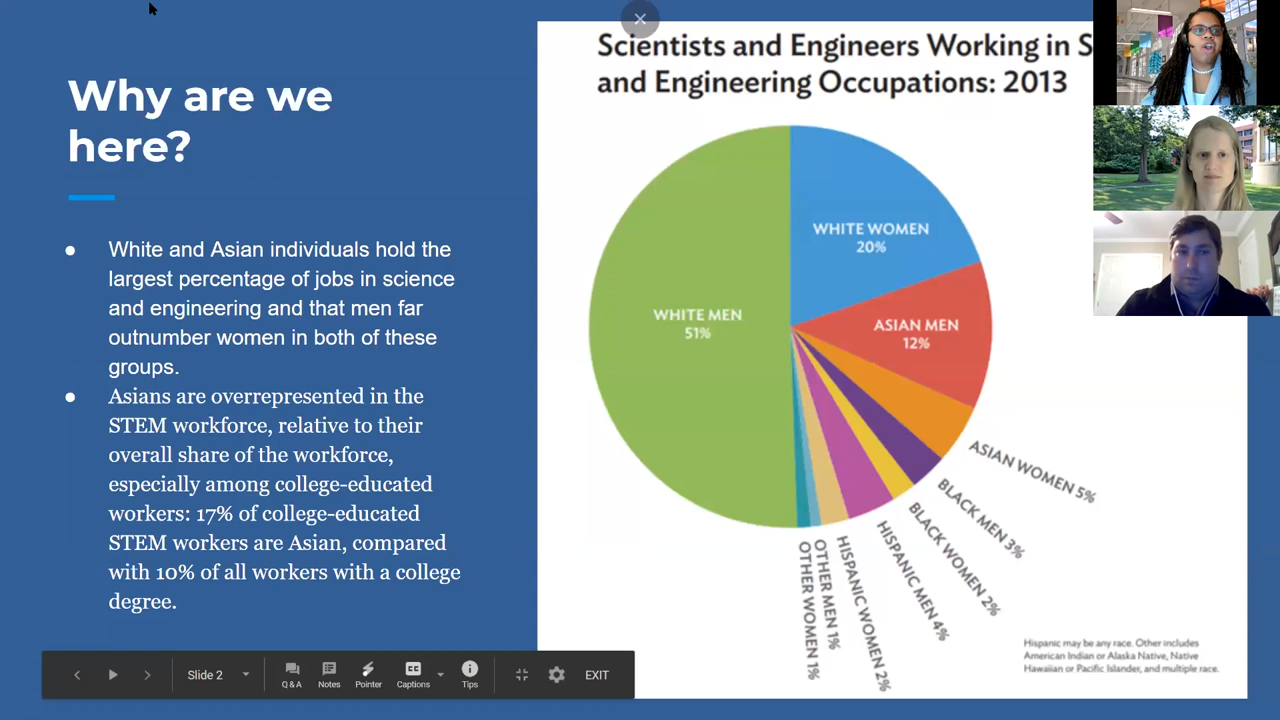 Why are we
here?
● White and Asian individuals hold the
largest percentage of jobs in science
and engineering and that men far
outnumber women in both of these
groups.
● Asians are overrepresented in the
STEM workforce, relative to their
overall share of the workforce,
especially among college-educated
workers: 17% of college-educated
STEM workers are Asian, compared
with 10% of all workers with a college
degree.
Scientists and Engineers Working in S
and Engineering Occupations: 2013
WHITE WOMEN
20%
WHITE MEN
51%
ASIAN MEN
12%
ASIAN WOMEN 5%
BLACK MEN 3%
BLACK WOMEN 2%
HISPANIC MEN 4%
HISPANIC WOMEN 2%
OTHER MEN 1%
OTHER WOMEN 1%
Hispanic may be any race. Other includes
American Indian or Alaska Native, Native
Hawaiian or Pacific Islander, and multiple race.
Slide 2
Q & A
Notes
Pointer
Captions
Tips
EXIT